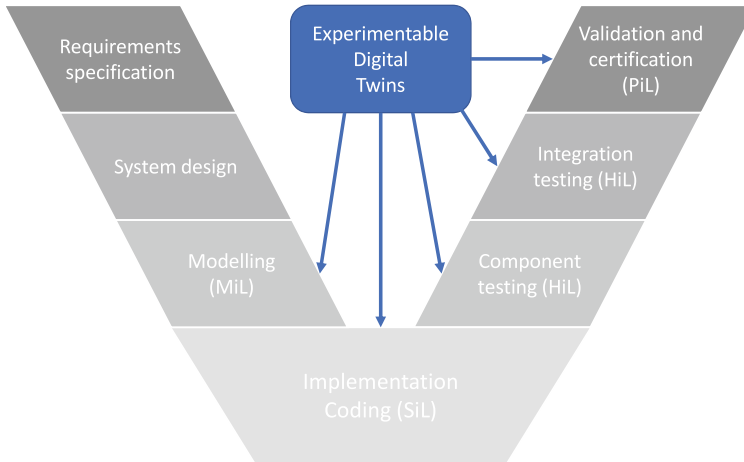 Requirements
specification
System design
Modelling
(MiL)
Experimentable
Digital
Twins
Validation and
certification
(PiL)
Integration
testing (HiL)
Component
testing (HiL)
Implementation
Coding (SiL)